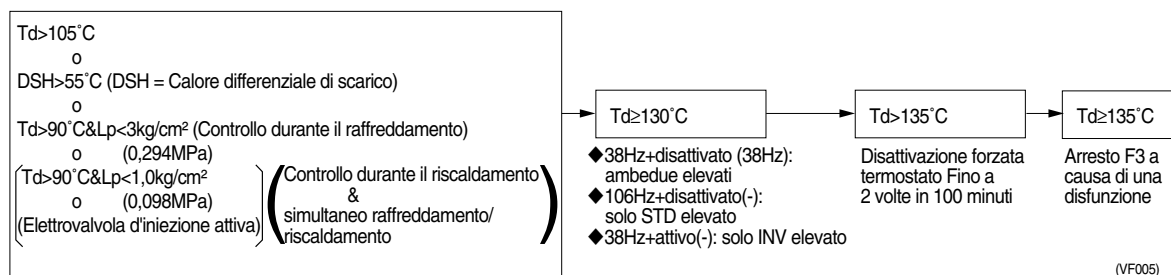 Td>105˚C
o
DSH>55˚C (DSH = Calore differenziale di scarico)
o
Td>90˚C&Lp<3kg/cm² (Controllo durante il raffreddamento)
o (0,294MPa)
Td>90˚C&Lp<1,0kg/cm²
o (0,098MPa)
(Elettrovalvola d'iniezione attiva)
Controllo durante il riscaldamento
&
simultaneo raffreddamento/
riscaldamento
Td≥130˚C
◆38Hz+disattivato (38Hz):
ambedue elevati
◆106Hz+disattivato(-):
solo STD elevato
◆38Hz+attivo(-): solo INV elevato
Td>135˚C
Disattivazione forzata
termostato Fino a
2 volte in 100 minuti
Td≥135˚C
Arresto F3 a
causa di una
disfunzione
(VF005)